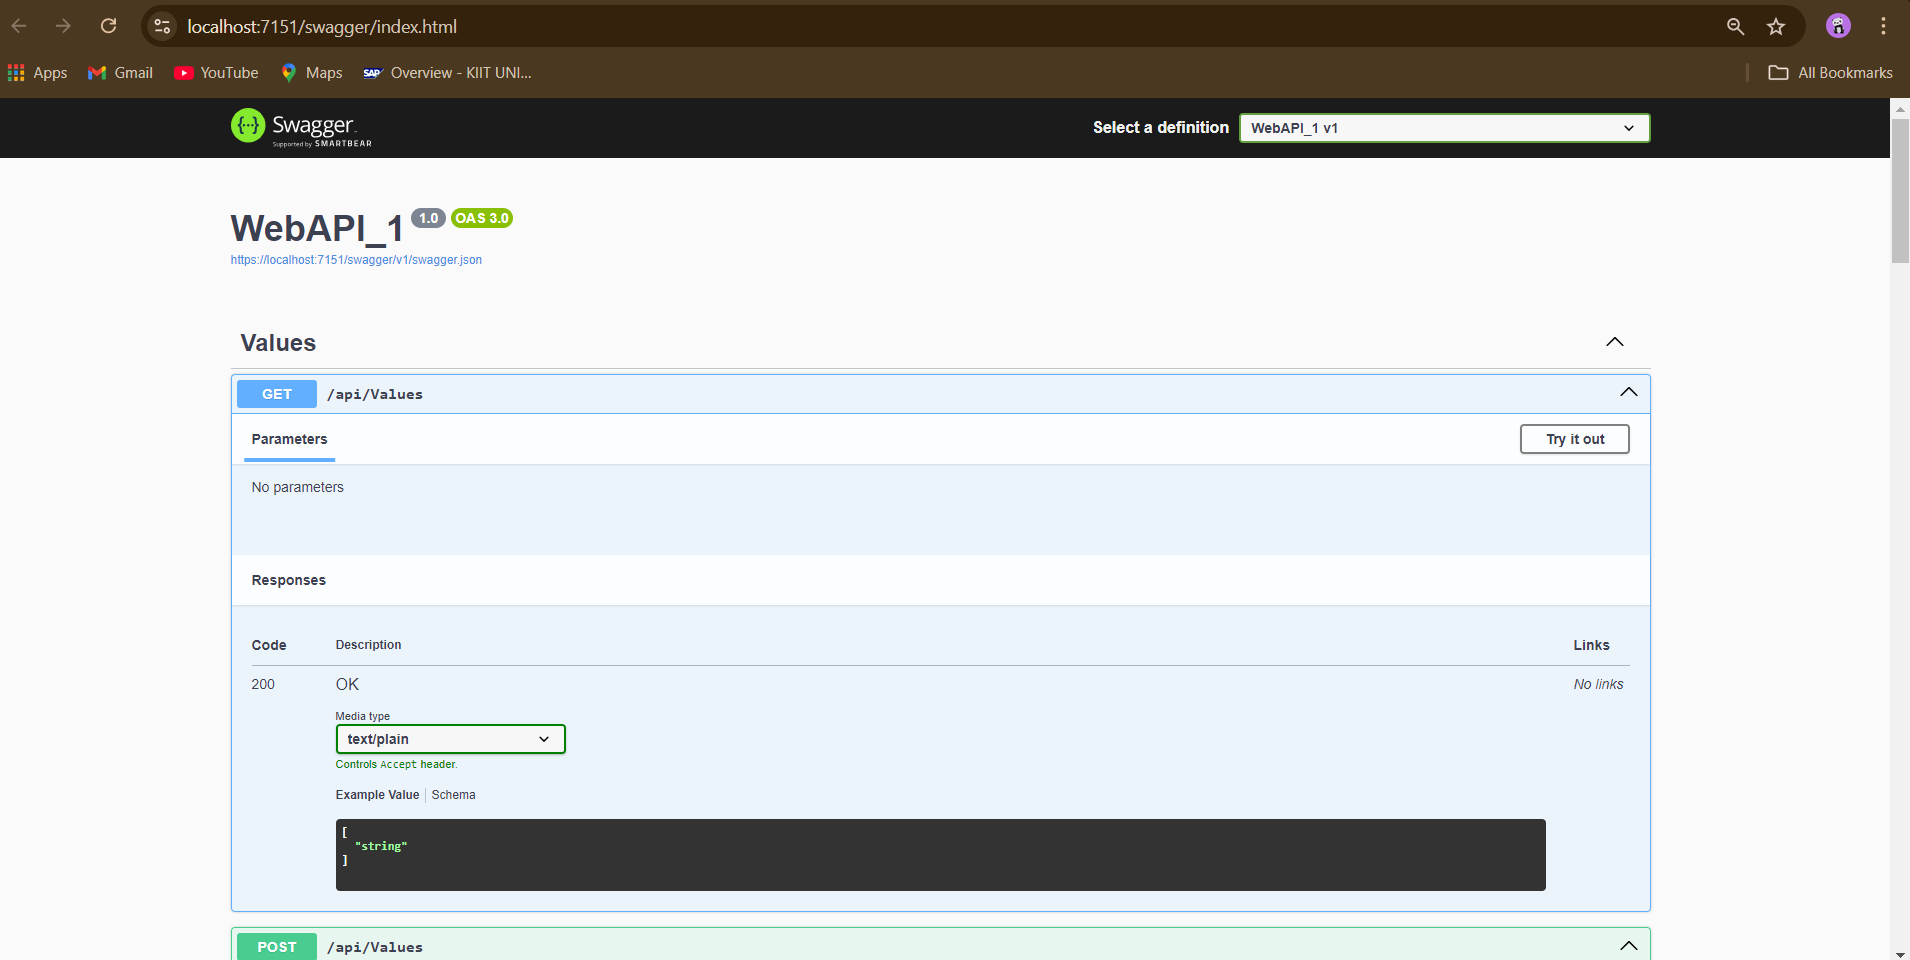 localhost:7151/swagger/index.html
Apps Gmail YouTube Maps SAP Overview - KIIT UNI... All Bookmarks
{...} Swagger
Supported by SMARTBEAR
Select a definition WebAPI_1 v1
WebAPI_1 1.0 OAS 3.0
https://localhost:7151/swagger/v1/swagger.json
Values
GET /api/Values
Parameters Try it out
No parameters
Responses
Code Description Links
200 OK No links
Media type
text/plain
Controls Accept header.
Example Value Schema
[
"string"
]
POST /api/Values